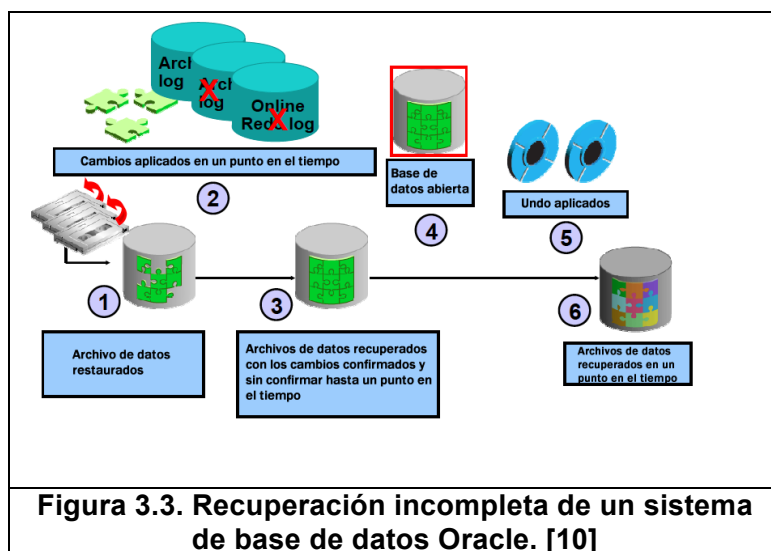 Arch
log
Arch
log
Online
Redo log
Cambios aplicados en un punto en el tiempo
2
Base de
datos abierta
4
Undo aplicados
5
1
3
6
Archivo de datos
restaurados
Archivos de datos recuperados
con los cambios confirmados y
sin confirmar hasta un punto en
el tiempo
Archivos de datos
recuperados en un
punto en el tiempo
Figura 3.3. Recuperación incompleta de un sistema
de base de datos Oracle. [10]